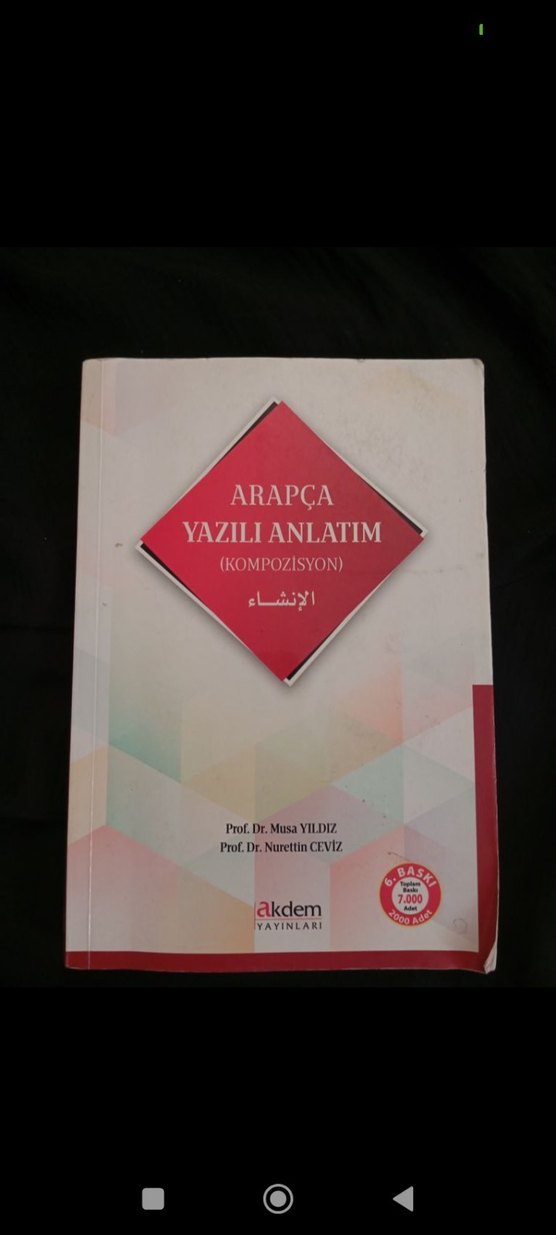 ARAPÇA
YAZILI ANLATIM
(KOMPOZİSYON)
الإنشــاء
Prof. Dr. Musa YILDIZ
Prof. Dr. Nurettin CEVİZ
akdem
YAYINLARI
6. BASKI
Toplam
Baskı
7.000
Adet
2000 Adet